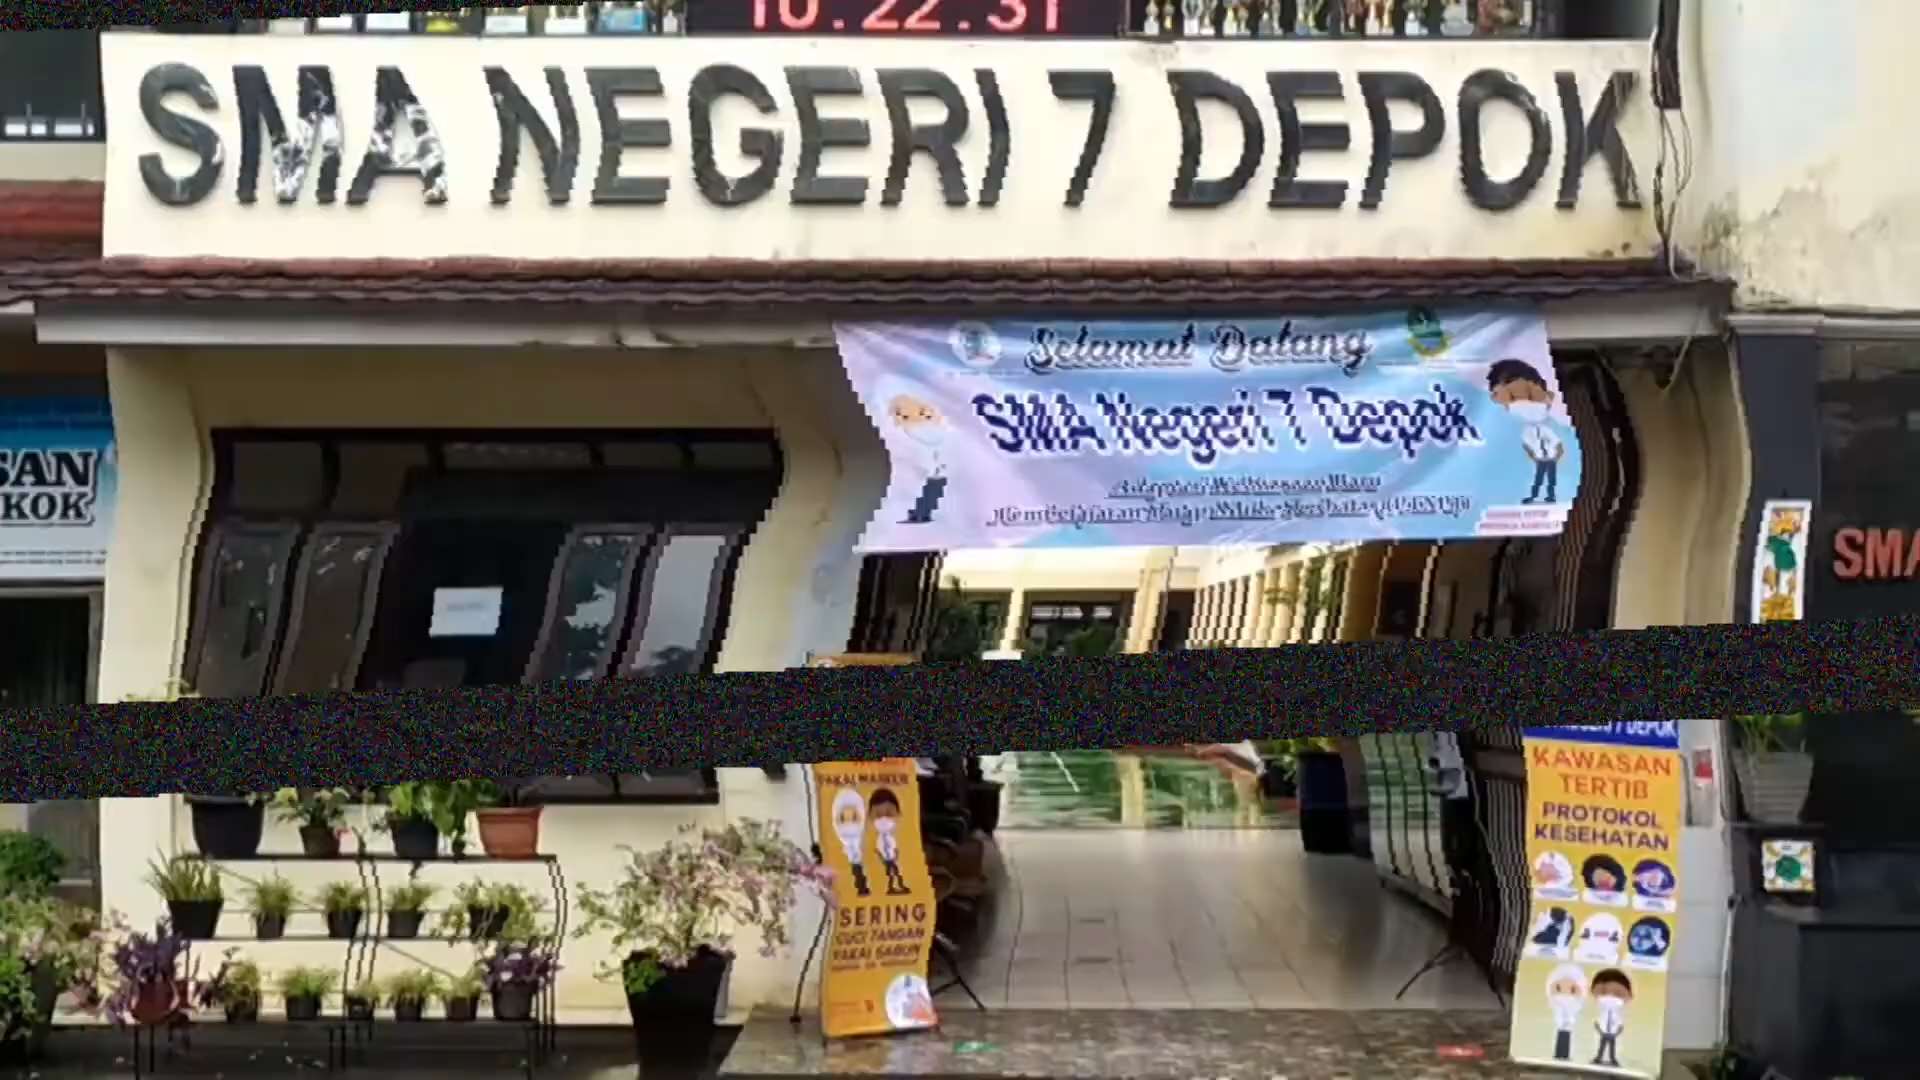 10.22.31
SMA NEGERI 7 DEPOK
Selamat Datang
SMA Negeri 7 Depok
SAN
KOK
SMA
PAKAI MASKER
SERING
CUCI TANGAN
PAKAI SABUN
7 DEPOK
KAWASAN
TERTIB
PROTOKOL
KESEHATAN